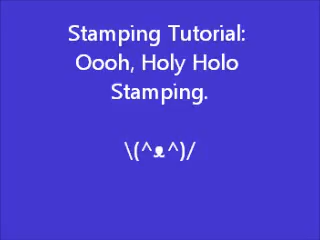 Stamping Tutorial:
Oooh, Holy Holo
Stamping.
\(^ᴥ^)/